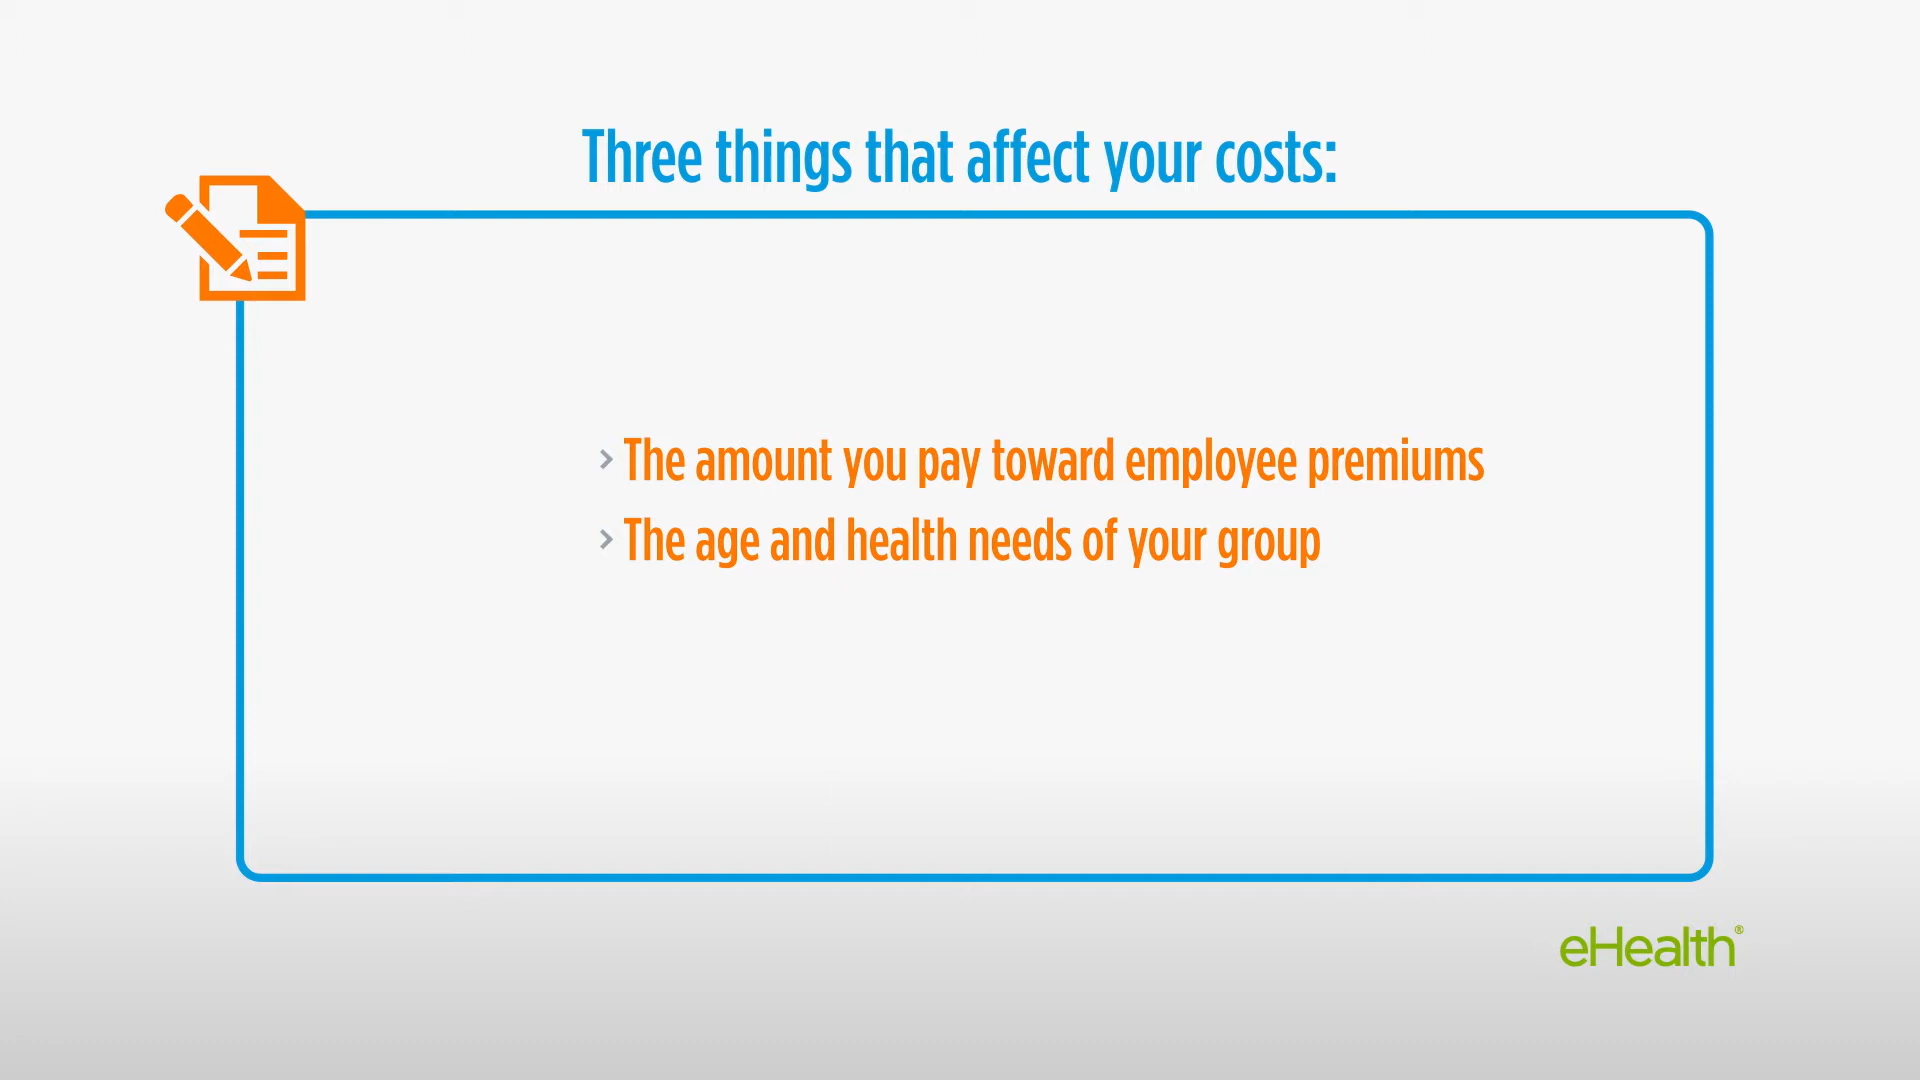 Three things that affect your costs:
› The amount you pay toward employee premiums
› The age and health needs of your group
eHealth®